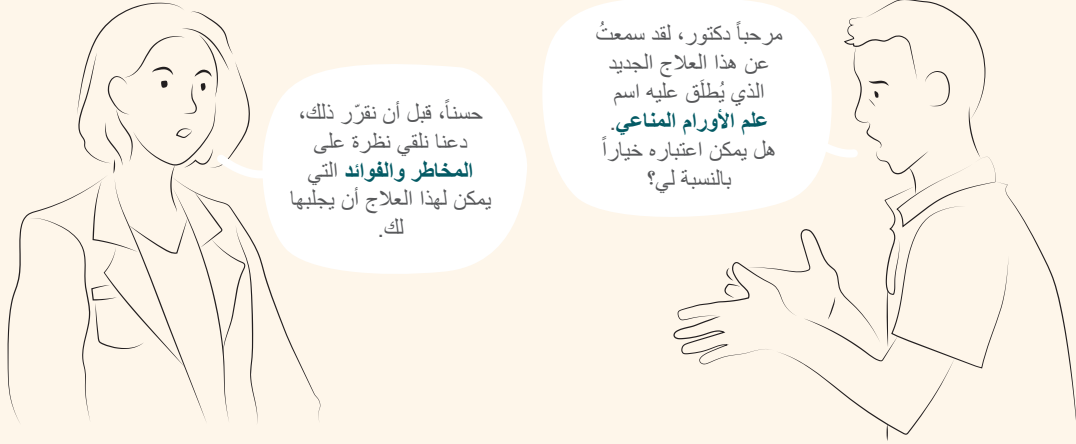 مرحباً دكتور، لقد سمعتُ
عن هذا العلاج الجديد
الذي يُطلَق عليه اسم
علم الأورام المناعي.
هل يمكن اعتباره خياراً
بالنسبة لي؟
حسناً، قبل أن نقرّر ذلك،
دعنا نلقي نظرة على
المخاطر والفوائد التي
يمكن لهذا العلاج أن يجلبها
لك.